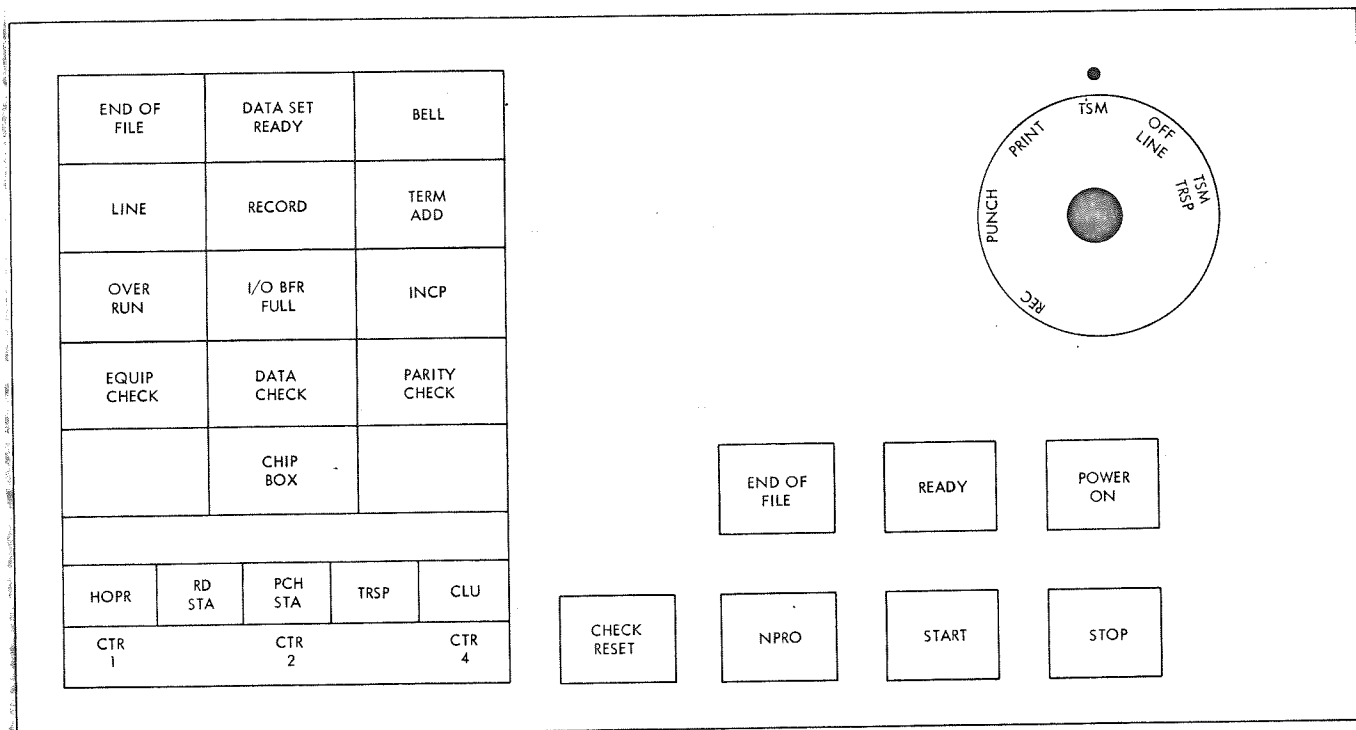 END OF
FILE
DATA SET
READY
BELL
LINE
RECORD
TERM
ADD
OVER
RUN
I/O BFR
FULL
INCP
EQUIP
CHECK
DATA
CHECK
PARITY
CHECK
CHIP
BOX
HOPR
RD
STA
PCH
STA
TRSP
CLU
CTR
1
CTR
2
CTR
4
REC
PUNCH
PRINT
TSM
OFF
LINE
TSM
TRSP
END OF
FILE
READY
POWER
ON
CHECK
RESET
NPRO
START
STOP